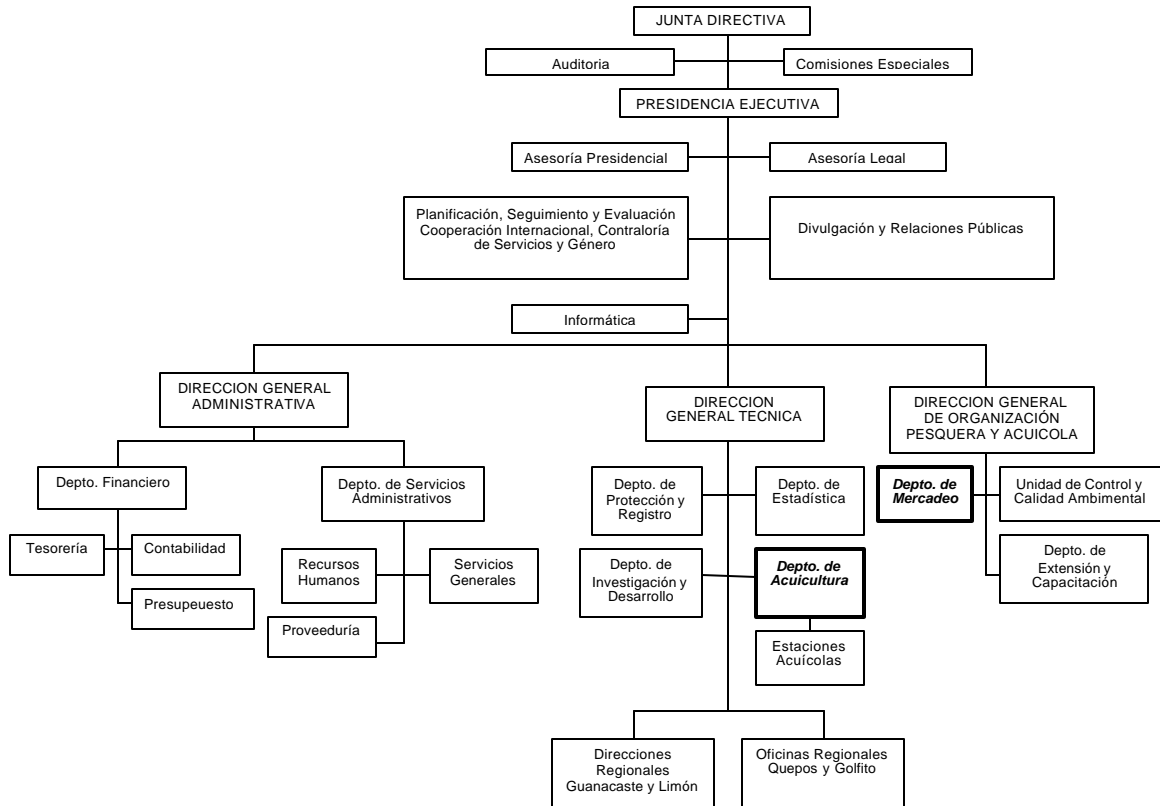 JUNTA DIRECTIVA
Auditoria
Comisiones Especiales
PRESIDENCIA EJECUTIVA
Asesoría Presidencial
Asesoría Legal
Planificación, Seguimiento y Evaluación
Cooperación Internacional, Contraloría
de Servicios y Género
Divulgación y Relaciones Públicas
Informática
DIRECCION GENERAL
ADMINISTRATIVA
DIRECCION
GENERAL TECNICA
DIRECCION GENERAL
DE ORGANIZACIÓN
PESQUERA Y ACUICOLA
Depto. Financiero
Depto. de Servicios
Administrativos
Depto. de
Protección y
Registro
Depto. de
Estadística
Depto. de
Mercadeo
Unidad de Control y
Calidad Ambimental
Tesorería
Contabilidad
Presupeuesto
Recursos
Humanos
Servicios
Generales
Proveeduría
Depto. de
Investigación y
Desarrollo
Depto. de
Acuicultura
Depto. de
Extensión y
Capacitación
Estaciones
Acuícolas
Direcciones
Regionales
Guanacaste y Limón
Oficinas Regionales
Quepos y Golfito